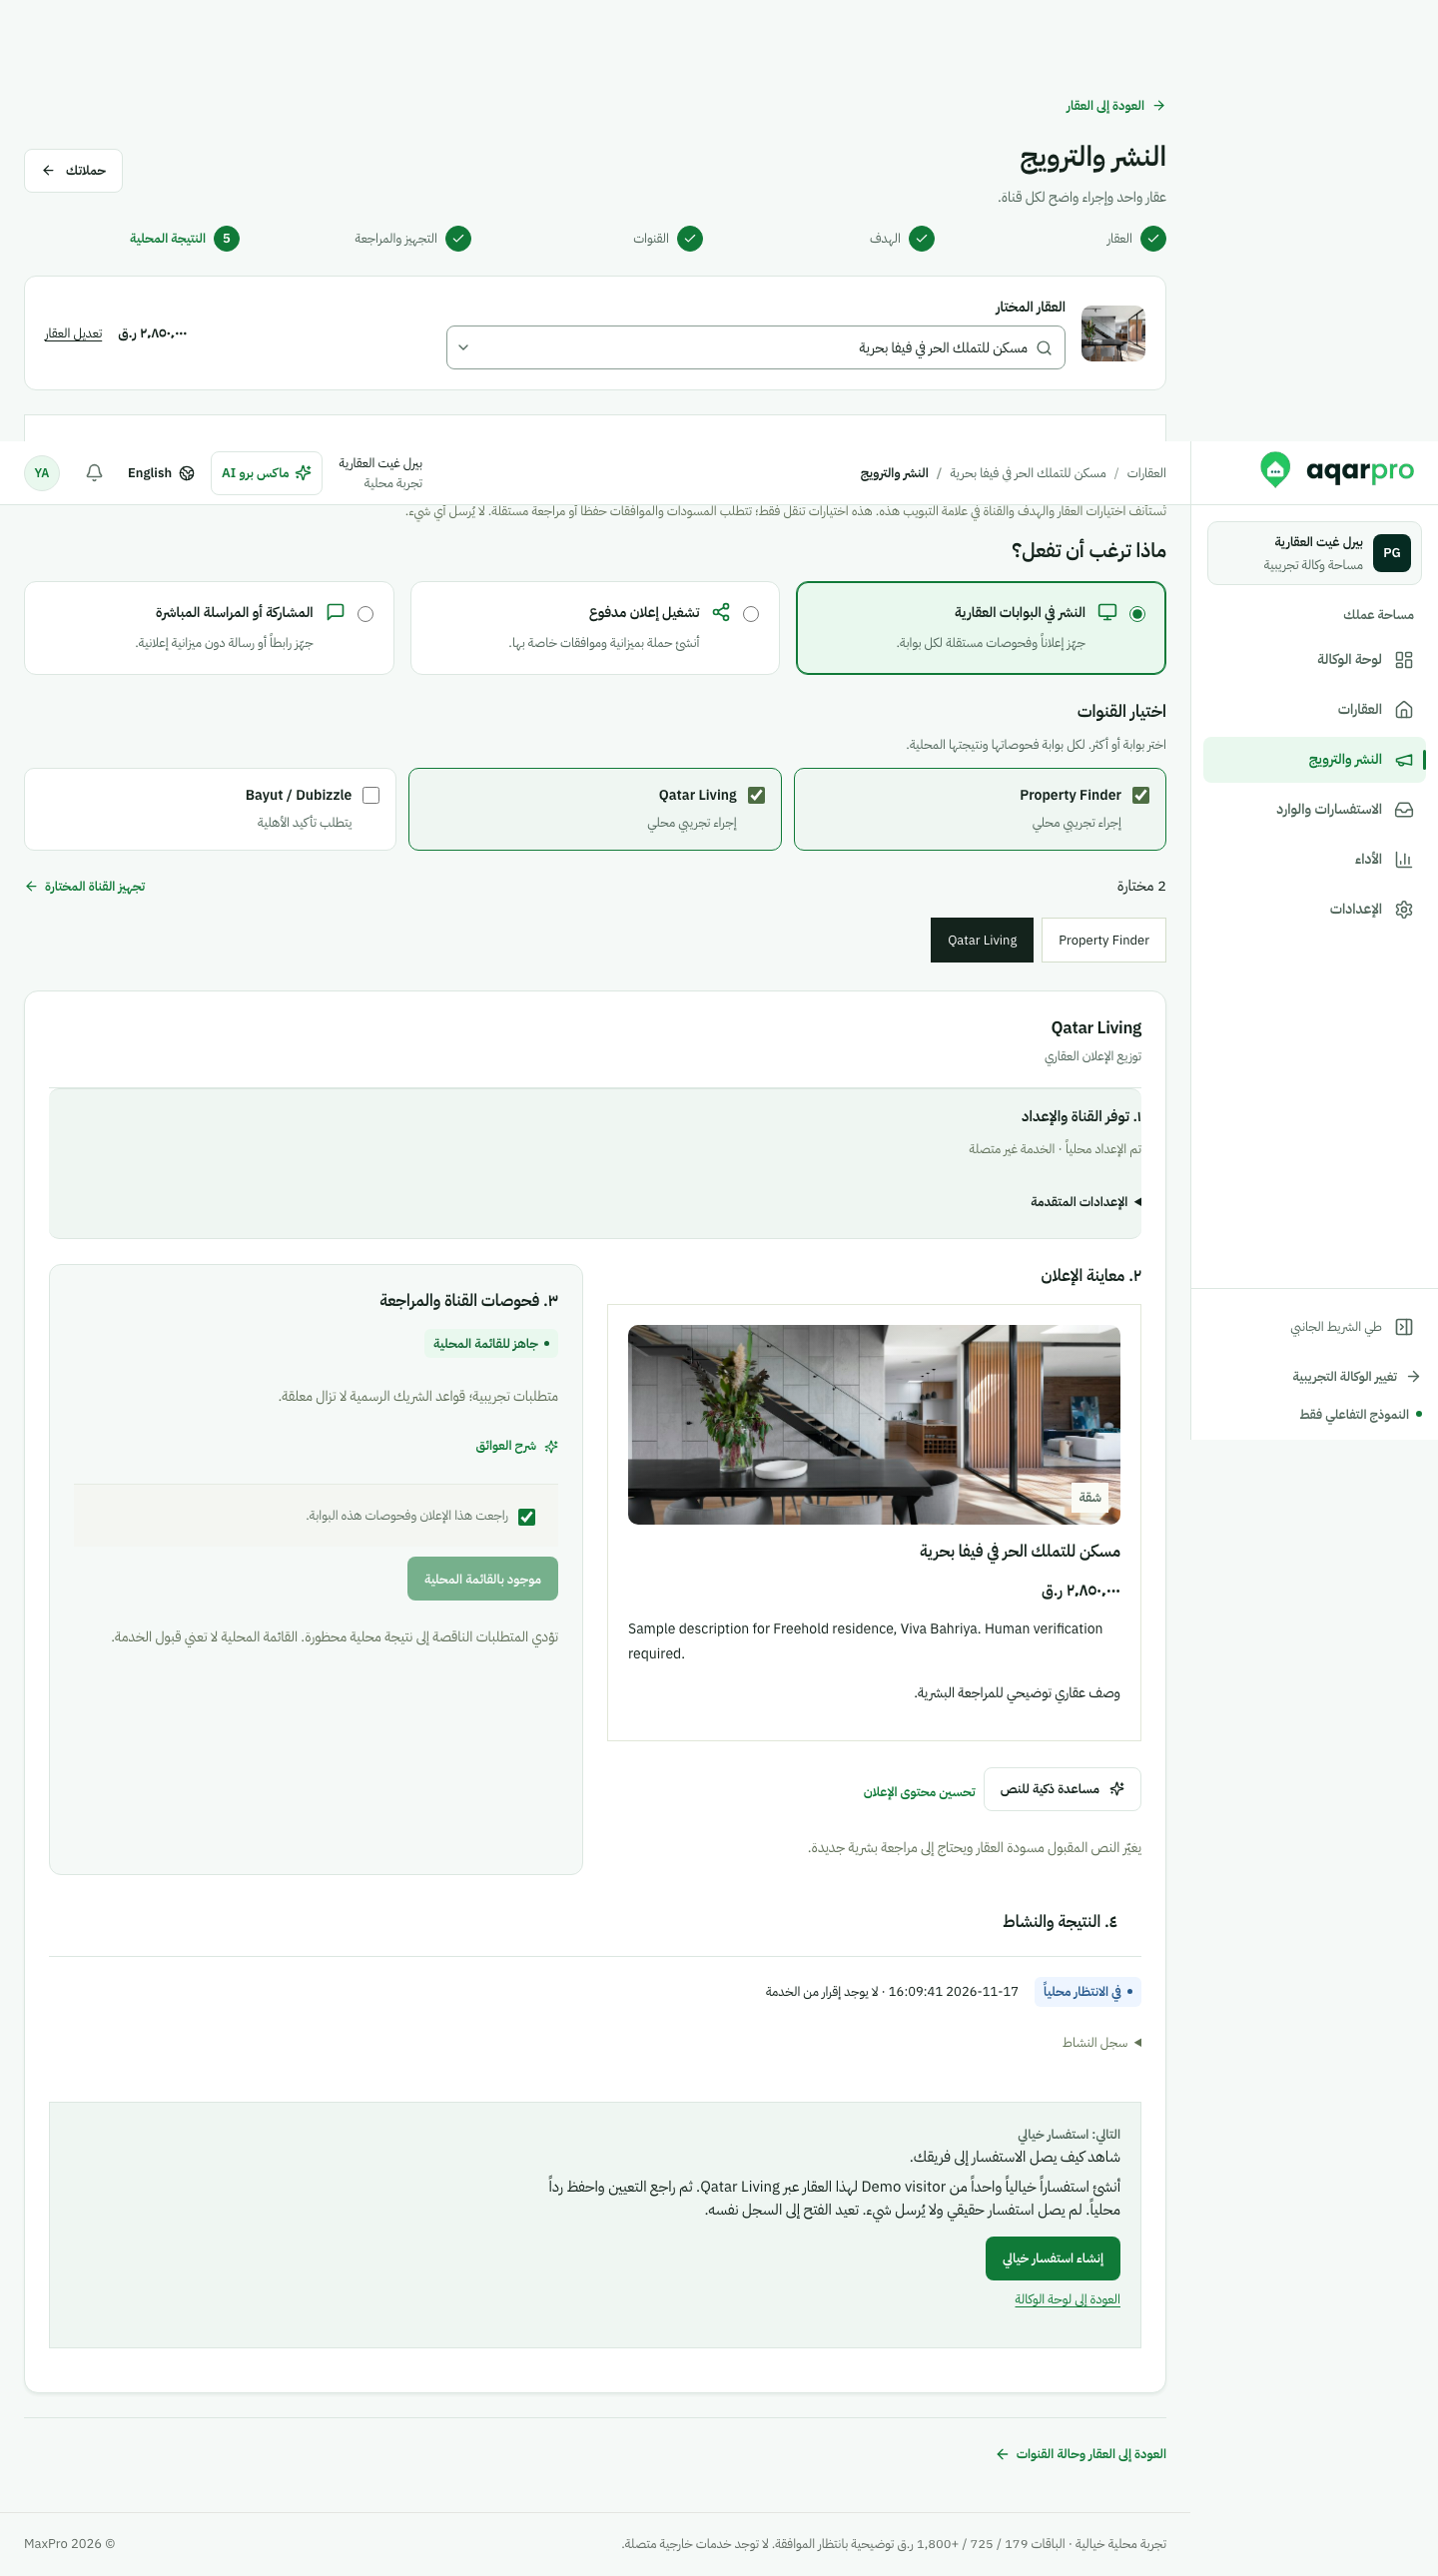 العودة إلى العقار
النشر والترويج
حملاتك
عقار واحد وإجراء واضح لكل قناة.
العقار
الهدف
القنوات
التجهيز والمراجعة
5 النتيجة المحلية
العقار المختار
مسكن للتملك الحر في فيفا بحرية
٢,٨٥٠,٠٠٠ ر.ق
تعديل العقار
aqarpro
العقارات / مسكن للتملك الحر في فيفا بحرية / النشر والترويج
بيرل غيت العقارية
تجربة محلية
ماكس برو AI
English
YA
PG
بيرل غيت العقارية
مساحة وكالة تجريبية
مساحة عملك
لوحة الوكالة
العقارات
النشر والترويج
الاستفسارات والوارد
الأداء
الإعدادات
طي الشريط الجانبي
تغيير الوكالة التجريبية
النموذج التفاعلي فقط
تُستأنف اختيارات العقار والهدف والقناة في علامة التبويب هذه. هذه اختيارات تنقل فقط؛ تتطلب المسودات والموافقات حفظاً أو مراجعة مستقلة. لا يُرسل أي شيء.
ماذا ترغب أن تفعل؟
النشر في البوابات العقارية
جهّز إعلاناً وفحوصات مستقلة لكل بوابة.
تشغيل إعلان مدفوع
أنشئ حملة بميزانية وموافقات خاصة بها.
المشاركة أو المراسلة المباشرة
جهّز رابطاً أو رسالة دون ميزانية إعلانية.
اختيار القنوات
اختر بوابة أو أكثر. لكل بوابة فحوصاتها ونتيجتها المحلية.
Property Finder
إجراء تجريبي محلي
Qatar Living
إجراء تجريبي محلي
Bayut / Dubizzle
يتطلب تأكيد الأهلية
2 مختارة
تجهيز القناة المختارة
Property Finder
Qatar Living
Qatar Living
توزيع الإعلان العقاري
١. توفر القناة والإعداد
تم الإعداد محلياً · الخدمة غير متصلة
الإعدادات المتقدمة
٢. معاينة الإعلان
شقة
مسكن للتملك الحر في فيفا بحرية
٢,٨٥٠,٠٠٠ ر.ق
Sample description for Freehold residence, Viva Bahriya. Human verification
required.
وصف عقاري توضيحي للمراجعة البشرية.
مساعدة ذكية للنص
تحسين محتوى الإعلان
يغيّر النص المقبول مسودة العقار ويحتاج إلى مراجعة بشرية جديدة.
٣. فحوصات القناة والمراجعة
جاهز للقائمة المحلية
متطلبات تجريبية؛ قواعد الشريك الرسمية لا تزال معلقة.
شرح العوائق
راجعت هذا الإعلان وفحوصات هذه البوابة.
موجود بالقائمة المحلية
تؤدي المتطلبات الناقصة إلى نتيجة محلية محظورة. القائمة المحلية لا تعني قبول الخدمة.
٤. النتيجة والنشاط
في الانتظار محلياً
2026-11-17 16:09:41 · لا يوجد إقرار من الخدمة
سجل النشاط
التالي: استفسار خيالي
شاهد كيف يصل الاستفسار إلى فريقك.
أنشئ استفساراً خيالياً واحداً من Demo visitor لهذا العقار عبر Qatar Living. ثم راجع التعيين واحفظ رداً
محلياً. لم يصل استفسار حقيقي ولا يُرسل شيء. تعيد الفتح إلى السجل نفسه.
إنشاء استفسار خيالي
العودة إلى لوحة الوكالة
العودة إلى العقار وحالة القنوات
تجربة محلية خيالية · الباقات 179 / 725 / +1,800 ر.ق توضيحية بانتظار الموافقة. لا توجد خدمات خارجية متصلة.
© 2026 MaxPro